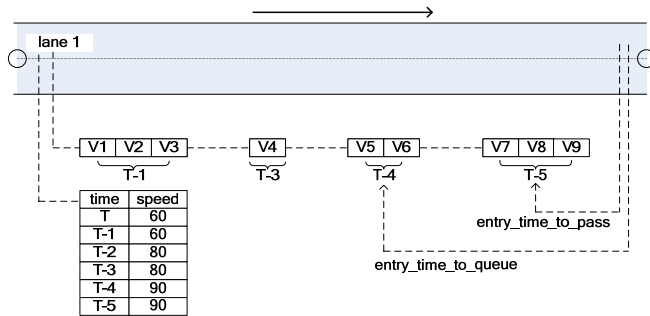 lane 1
V1 V2 V3 V4 V5 V6 V7 V8 V9
T-1 T-3 T-4 T-5
time speed
T 60
T-1 60
T-2 80
T-3 80
T-4 90
T-5 90
entry_time_to_pass
entry_time_to_queue